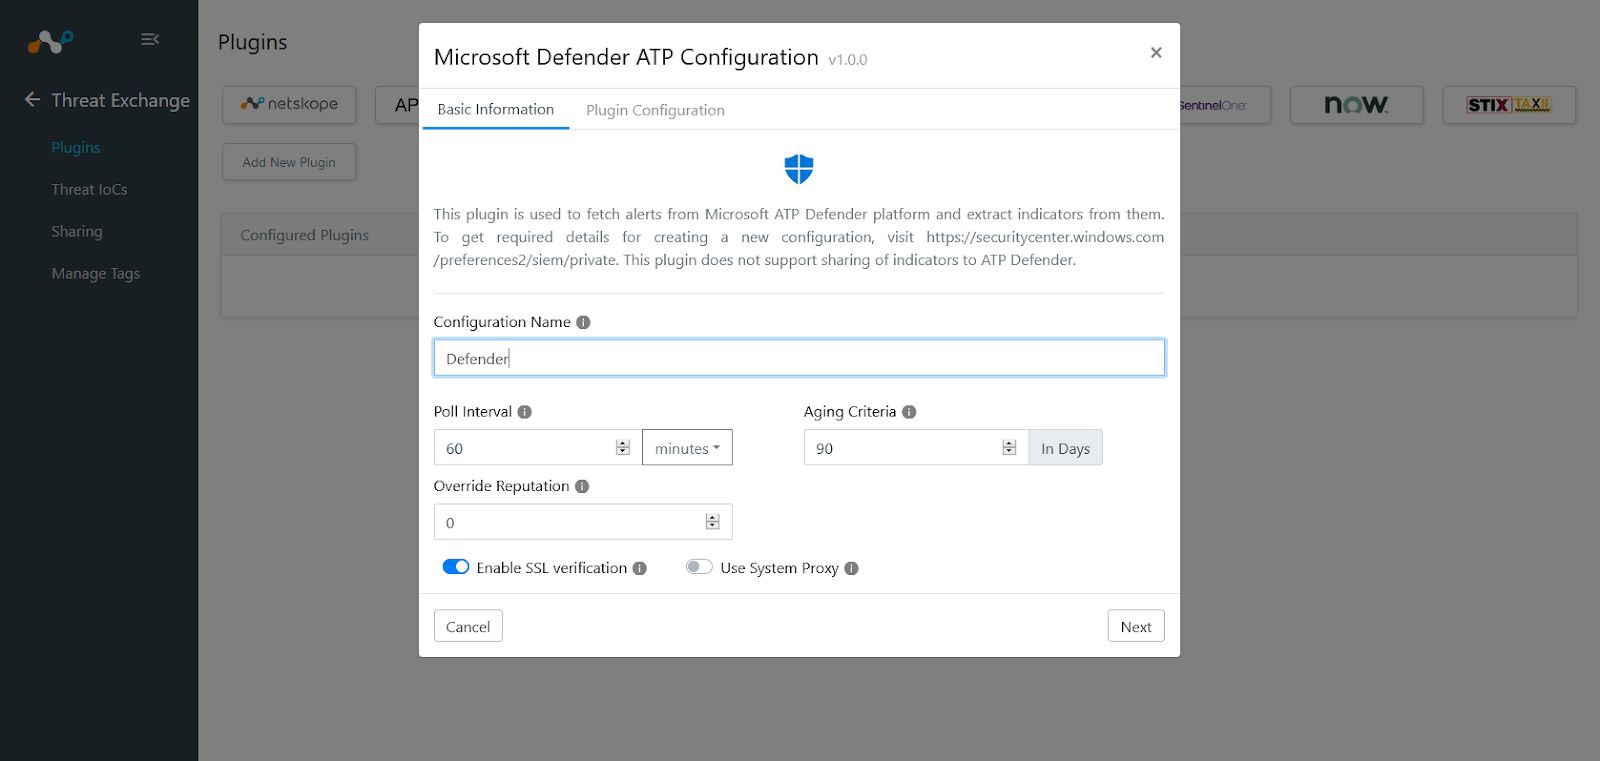 Plugins
Threat Exchange
Plugins
Threat IoCs
Sharing
Manage Tags
netskope
AP
SentinelOne
now.
STIX TAXII
Add New Plugin
Configured Plugins
Microsoft Defender ATP Configuration v1.0.0
×
Basic Information
Plugin Configuration
This plugin is used to fetch alerts from Microsoft ATP Defender platform and extract indicators from them.
To get required details for creating a new configuration, visit https://securitycenter.windows.com
/preferences2/siem/private. This plugin does not support sharing of indicators to ATP Defender.
Configuration Name
Defender
Poll Interval
Aging Criteria
60
minutes
90
In Days
Override Reputation
0
Enable SSL verification
Use System Proxy
Cancel
Next